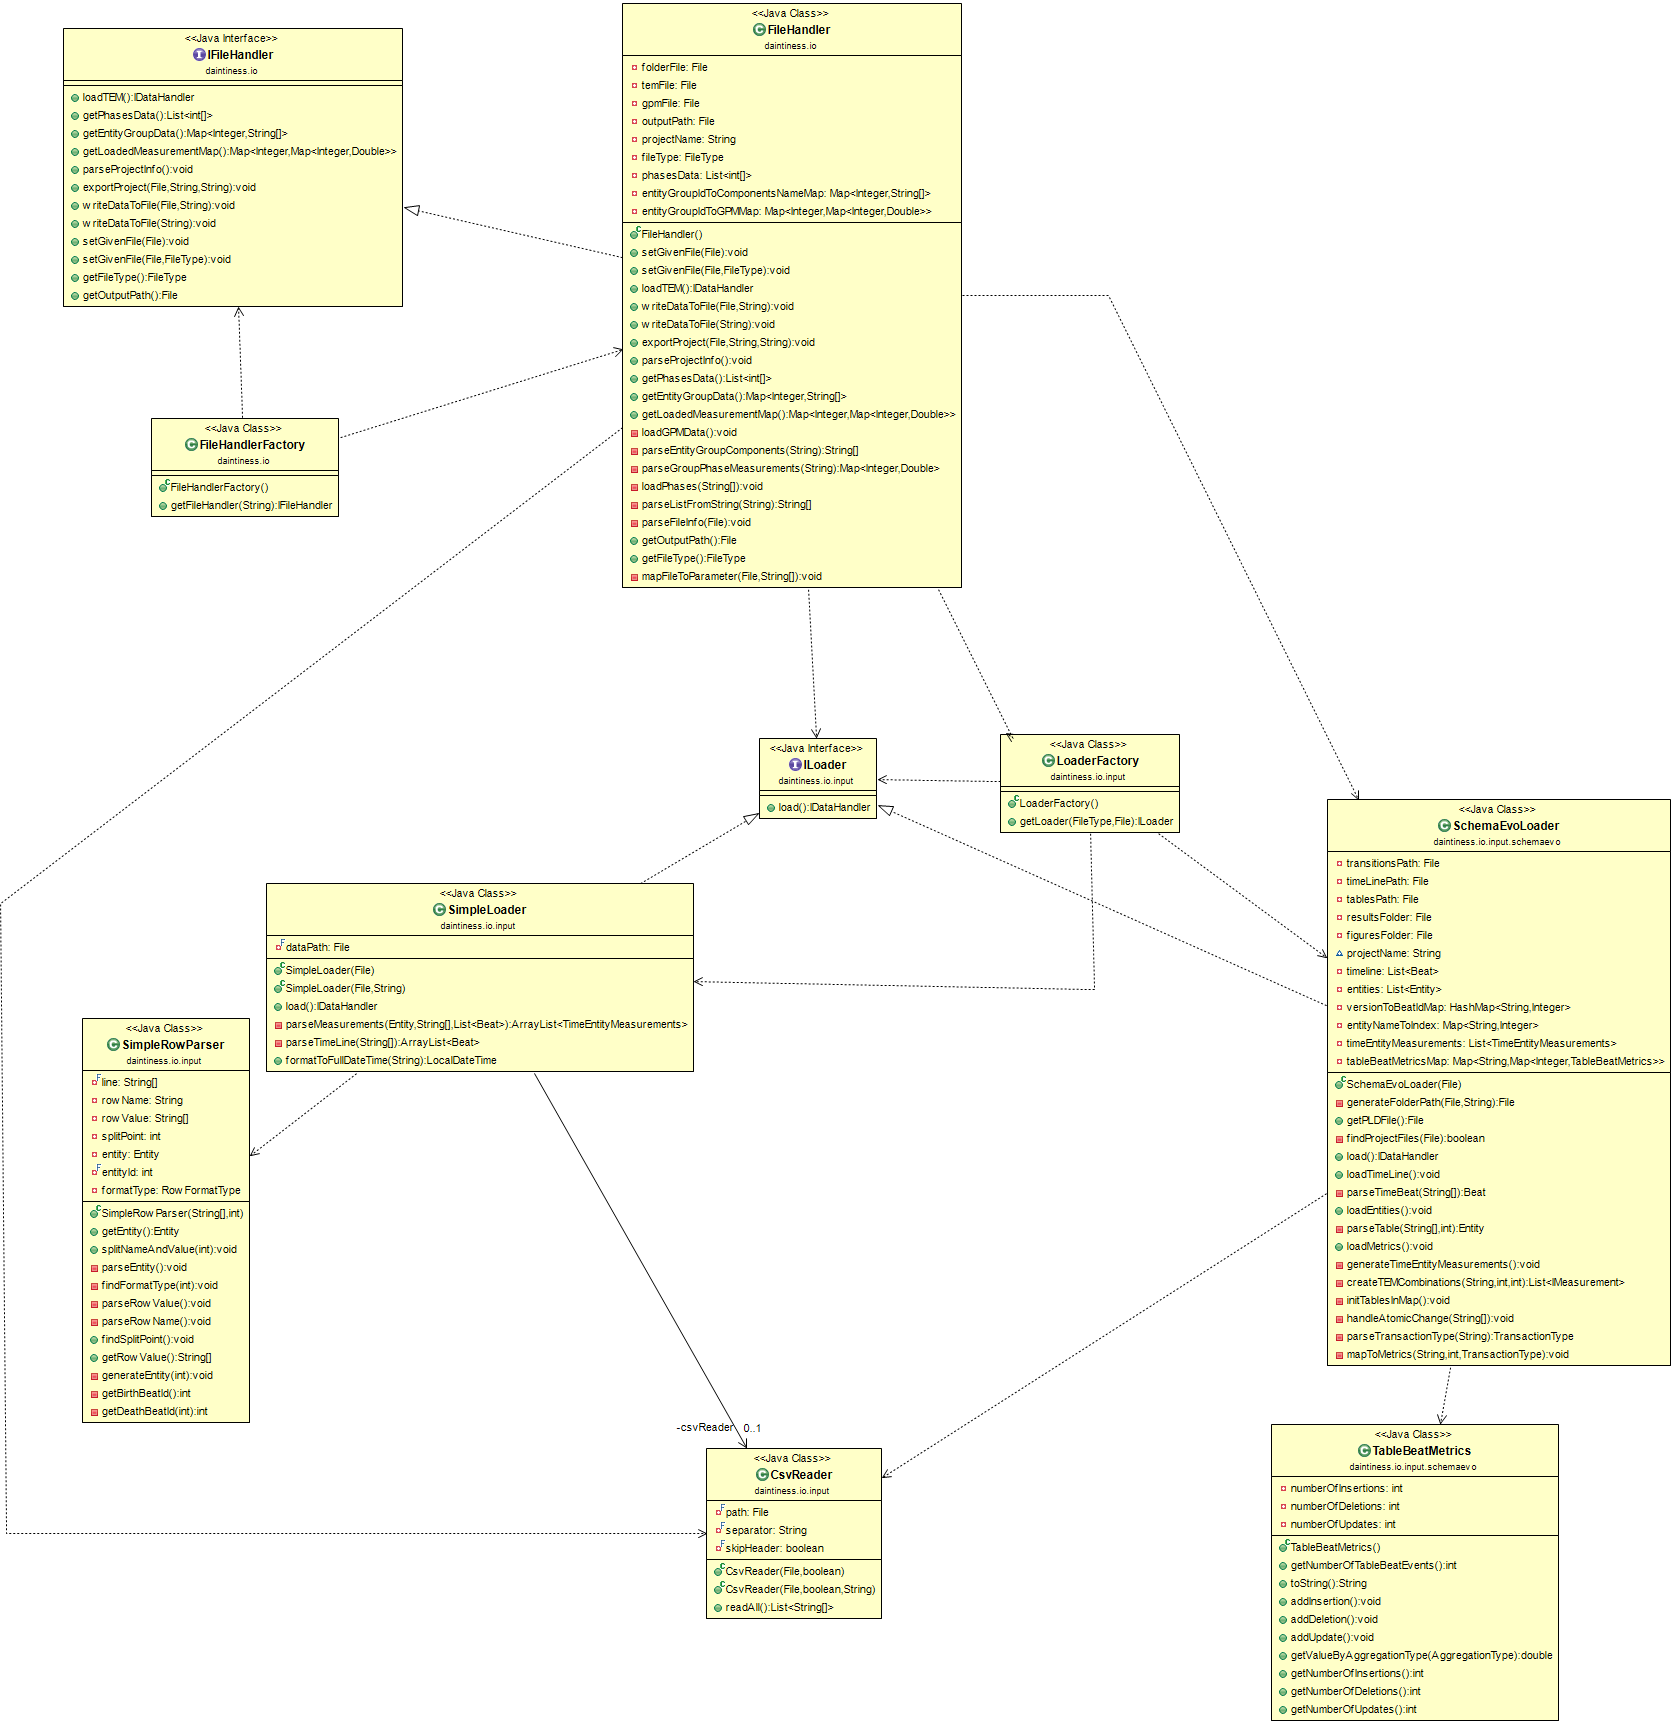 <<Java Interface>>
IFileHandler
daintiness.io
loadTEM():IDataHandler
getPhasesData():List<int[]>
getEntityGroupData():Map<Integer,String[]>
getLoadedMeasurementMap():Map<Integer,Map<Integer,Double>>
parseProjectInfo():void
exportProject(File,String,String):void
writeDataToFile(File,String):void
writeDataToFile(String):void
setGivenFile(File):void
setGivenFile(File,FileType):void
getFileType():FileType
getOutputPath():File
<<Java Class>>
FileHandler
daintiness.io
folderFile: File
temFile: File
gpmFile: File
outputPath: File
projectName: String
fileType: FileType
phasesData: List<int[]>
entityGroupIdToComponentsNameMap: Map<Integer,String[]>
entityGroupIdToGPMMap: Map<Integer,Map<Integer,Double>>
FileHandler()
setGivenFile(File):void
setGivenFile(File,FileType):void
loadTEM():IDataHandler
writeDataToFile(File,String):void
writeDataToFile(String):void
exportProject(File,String,String):void
parseProjectInfo():void
getPhasesData():List<int[]>
getEntityGroupData():Map<Integer,String[]>
getLoadedMeasurementMap():Map<Integer,Map<Integer,Double>>
loadGPMData():void
parseEntityGroupComponents(String):String[]
parseGroupPhaseMeasurements(String):Map<Integer,Double>
loadPhases(String[]):void
parseListFromString(String):String[]
parseFileInfo(File):void
getOutputPath():File
getFileType():FileType
mapFileToParameter(File,String[]):void
<<Java Class>>
FileHandlerFactory
daintiness.io
FileHandlerFactory()
getFileHandler(String):IFileHandler
<<Java Interface>>
ILoader
daintiness.io.input
load():IDataHandler
<<Java Class>>
LoaderFactory
daintiness.io.input
LoaderFactory()
getLoader(FileType,File):ILoader
<<Java Class>>
SchemaEvoLoader
daintiness.io.input.schemaevo
transitionsPath: File
timeLinePath: File
tablesPath: File
resultsFolder: File
figuresFolder: File
projectName: String
timeline: List<Beat>
entities: List<Entity>
versionToBeatIdMap: HashMap<String,Integer>
entityNameToIndex: Map<String,Integer>
timeEntityMeasurements: List<TimeEntityMeasurements>
tableBeatMetricsMap: Map<String,Map<Integer,TableBeatMetrics>>
SchemaEvoLoader(File)
generateFolderPath(File,String):File
getPLDFile():File
findProjectFiles(File):boolean
load():IDataHandler
loadTimeLine():void
parseTimeBeat(String[]):Beat
loadEntities():void
parseTable(String[],int):Entity
loadMetrics():void
generateTimeEntityMeasurements():void
createTEMCombinations(String,int,int):List<IMeasurement>
initTablesInMap():void
handleAtomicChange(String[]):void
parseTransactionType(String):TransactionType
mapToMetrics(String,int,TransactionType):void
<<Java Class>>
SimpleLoader
daintiness.io.input
dataPath: File
SimpleLoader(File)
SimpleLoader(File,String)
load():IDataHandler
parseMeasurements(Entity,String[],List<Beat>):ArrayList<TimeEntityMeasurements>
parseTimeLine(String[]):ArrayList<Beat>
formatToFullDateTime(String):LocalDateTime
<<Java Class>>
SimpleRowParser
daintiness.io.input
line: String[]
rowName: String
rowValue: String[]
splitPoint: int
entity: Entity
entityId: int
formatType: RowFormatType
SimpleRowParser(String[],int)
getEntity():Entity
splitNameAndValue(int):void
parseEntity():void
findFormatType(int):void
parseRowValue():void
parseRowName():void
findSplitPoint():void
getRowValue():String[]
generateEntity(int):void
getBirthBeatId():int
getDeathBeatId(int):int
-csvReader 0..1
<<Java Class>>
CsvReader
daintiness.io.input
path: File
separator: String
skipHeader: boolean
CsvReader(File,boolean)
CsvReader(File,boolean,String)
readAll():List<String[]>
<<Java Class>>
TableBeatMetrics
daintiness.io.input.schemaevo
numberOfInsertions: int
numberOfDeletions: int
numberOfUpdates: int
TableBeatMetrics()
getNumberOfTableBeatEvents():int
toString():String
addInsertion():void
addDeletion():void
addUpdate():void
getValueByAggregationType(AggregationType):double
getNumberOfInsertions():int
getNumberOfDeletions():int
getNumberOfUpdates():int